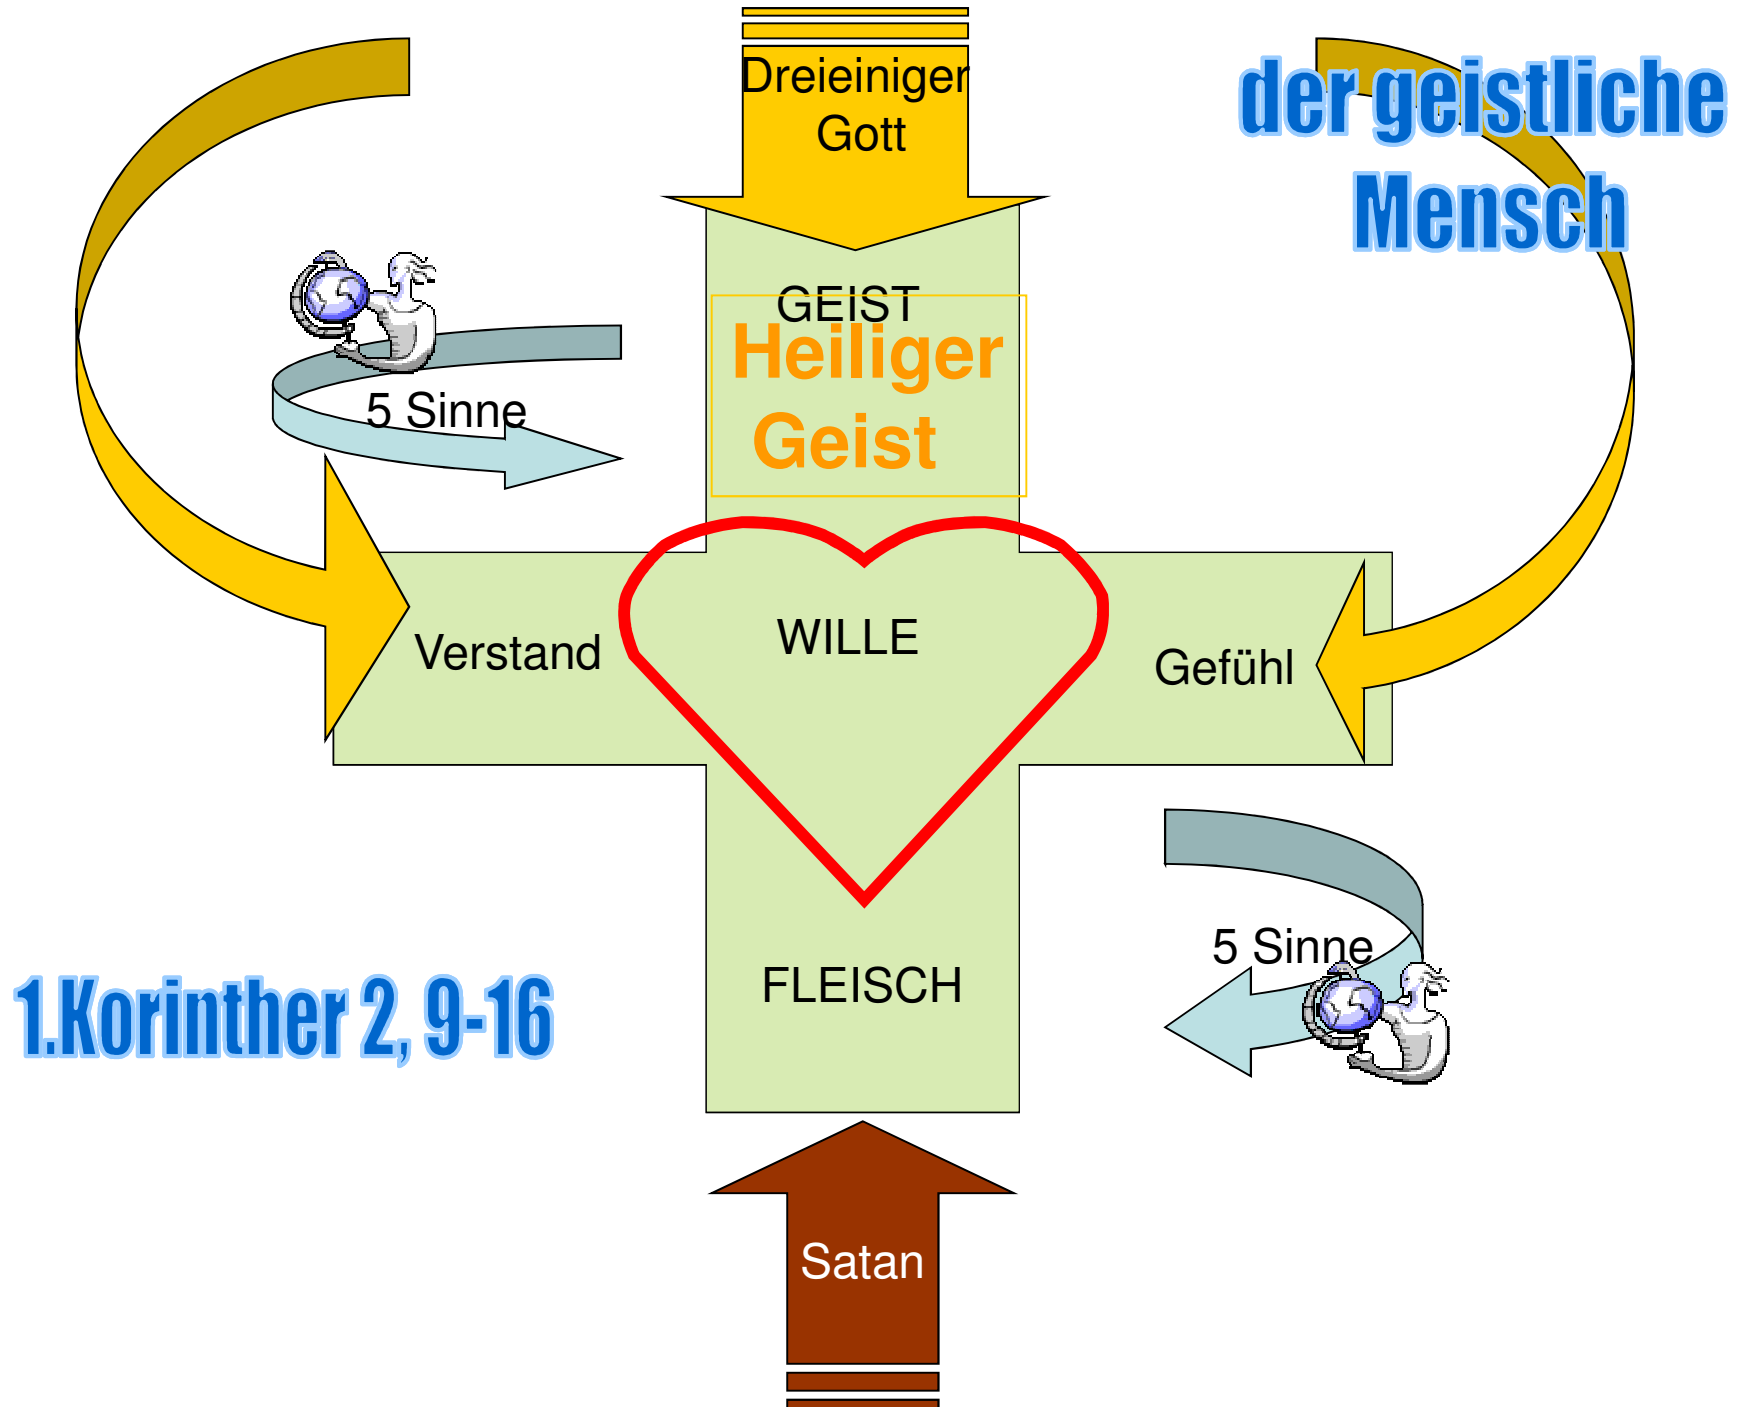 Dreieiniger
Gott
der geistliche
Mensch
GEIST
Heiliger
Geist
5 Sinne
Verstand
WILLE
Gefühl
5 Sinne
FLEISCH
1.Korinther 2, 9-16
Satan